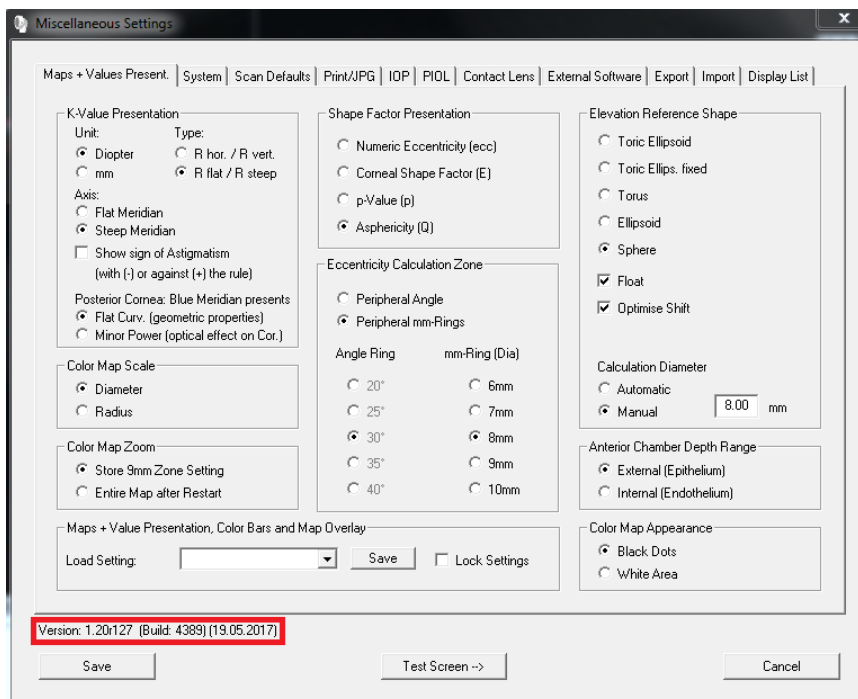 Miscellaneous Settings
x
Maps + Values Present. System Scan Defaults Print/JPG IOP PIOL Contact Lens External Software Export Import Display List
K-Value Presentation
Unit: Type:
Diopter R hor. / R vert.
mm R flat / R steep
Axis:
Flat Meridian
Steep Meridian
Show sign of Astigmatism
(with (-) or against (+) the rule)
Posterior Cornea: Blue Meridian presents
Flat Curv. (geometric properties)
Minor Power (optical effect on Cor.)
Color Map Scale
Diameter
Radius
Color Map Zoom
Store 9mm Zone Setting
Entire Map after Restart
Shape Factor Presentation
Numeric Eccentricity (ecc)
Corneal Shape Factor (E)
p-Value (p)
Asphericity (Q)
Eccentricity Calculation Zone
Peripheral Angle
Peripheral mm-Rings
Angle Ring mm-Ring (Dia)
20° 6mm
25° 7mm
30° 8mm
35° 9mm
40° 10mm
Elevation Reference Shape
Toric Ellipsoid
Toric Ellips. fixed
Torus
Ellipsoid
Sphere
Float
Optimise Shift
Calculation Diameter
Automatic
Manual 8.00 mm
Anterior Chamber Depth Range
External (Epithelium)
Internal (Endothelium)
Maps + Value Presentation, Color Bars and Map Overlay
Load Setting: Save Lock Settings
Color Map Appearance
Black Dots
White Area
Version: 1.20r127 (Build: 4389) (19.05.2017)
Save Test Screen --> Cancel